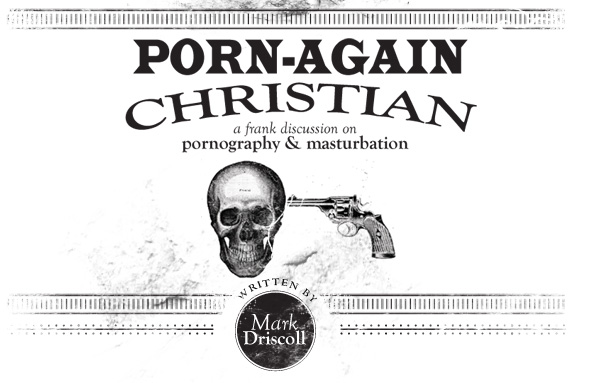 PORN-AGAIN
CHRISTIAN
a frank discussion on
pornography & masturbation
WRITTEN BY
Mark
Driscoll